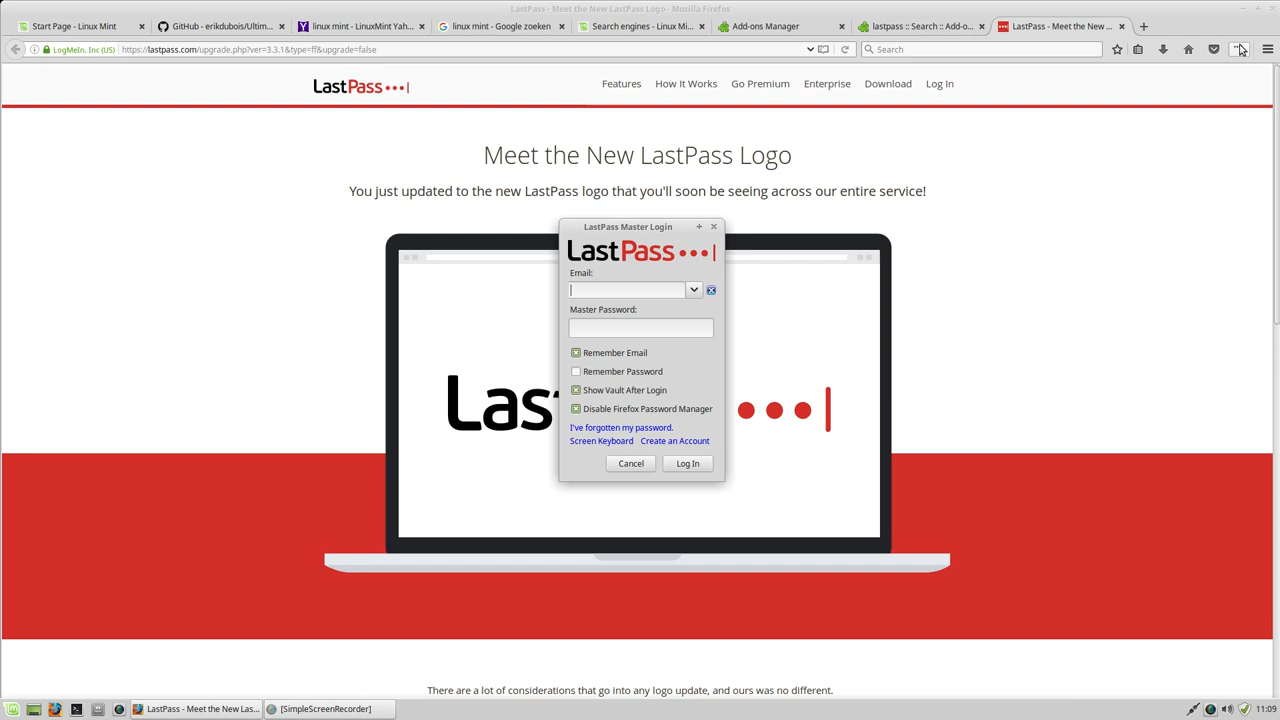 LastPass - Meet the New LastPass Logo - Mozilla Firefox
Start Page - Linux Mint
GitHub - erikdubois/Ultim...
linux mint - LinuxMint Yah...
linux mint - Google zoeken
Search engines - Linux Mi...
Add-ons Manager
lastpass :: Search :: Add-o...
LastPass - Meet the New ...
LogMeIn, Inc (US)
https://lastpass.com/upgrade.php?ver=3.3.1&type=ff&upgrade=false
Search
LastPass
Features
How It Works
Go Premium
Enterprise
Download
Log In
Meet the New LastPass Logo
You just updated to the new LastPass logo that you'll soon be seeing across our entire service!
LastPass Master Login
LastPass
Email:
Master Password:
Remember Email
Remember Password
Show Vault After Login
Disable Firefox Password Manager
I've forgotten my password.
Screen Keyboard Create an Account
Cancel
Log In
Las
There are a lot of considerations that go into any logo update, and ours was no different.
LastPass - Meet the New Las...
[SimpleScreenRecorder]
11:09